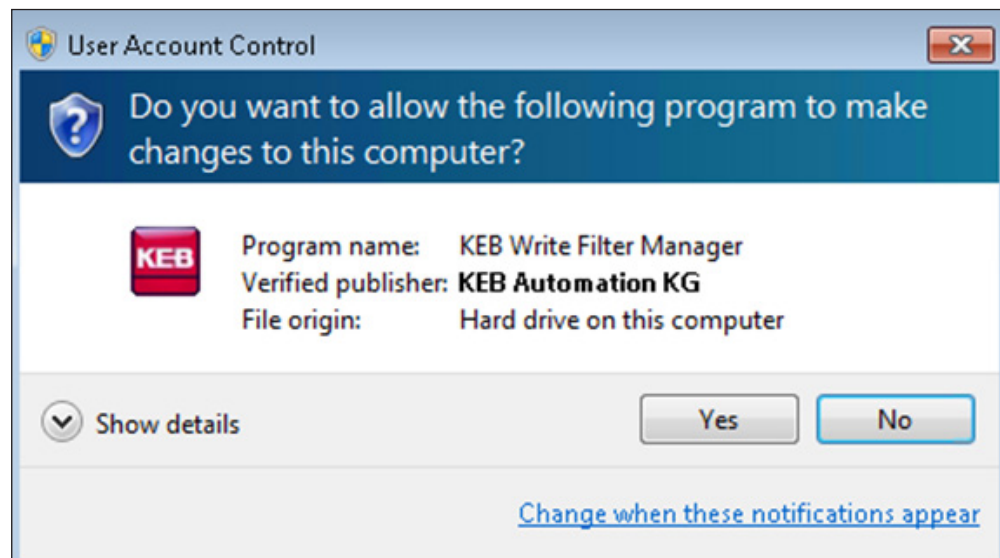 User Account Control
Do you want to allow the following program to make
changes to this computer?
KEB
Program name: KEB Write Filter Manager
Verified publisher: KEB Automation KG
File origin: Hard drive on this computer
Show details
Yes No
Change when these notifications appear